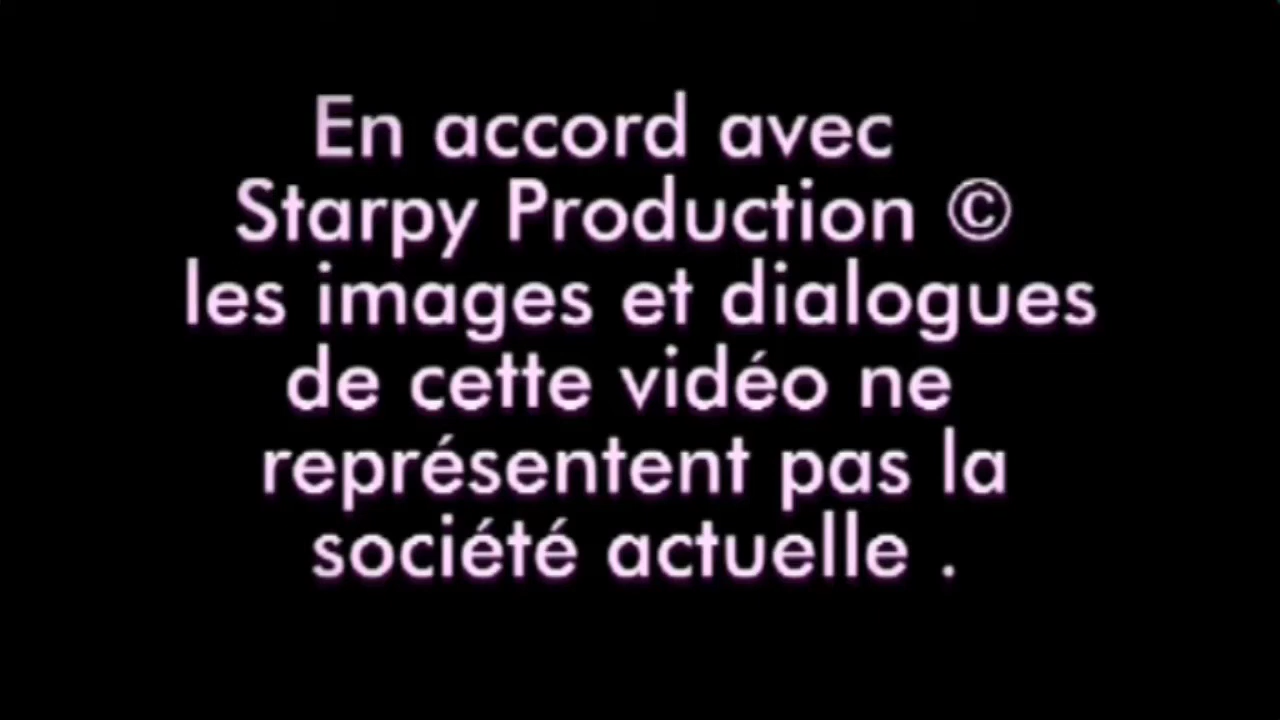 En accord avec
Starpy Production ©
les images et dialogues
de cette vidéo ne
représentent pas la
société actuelle .